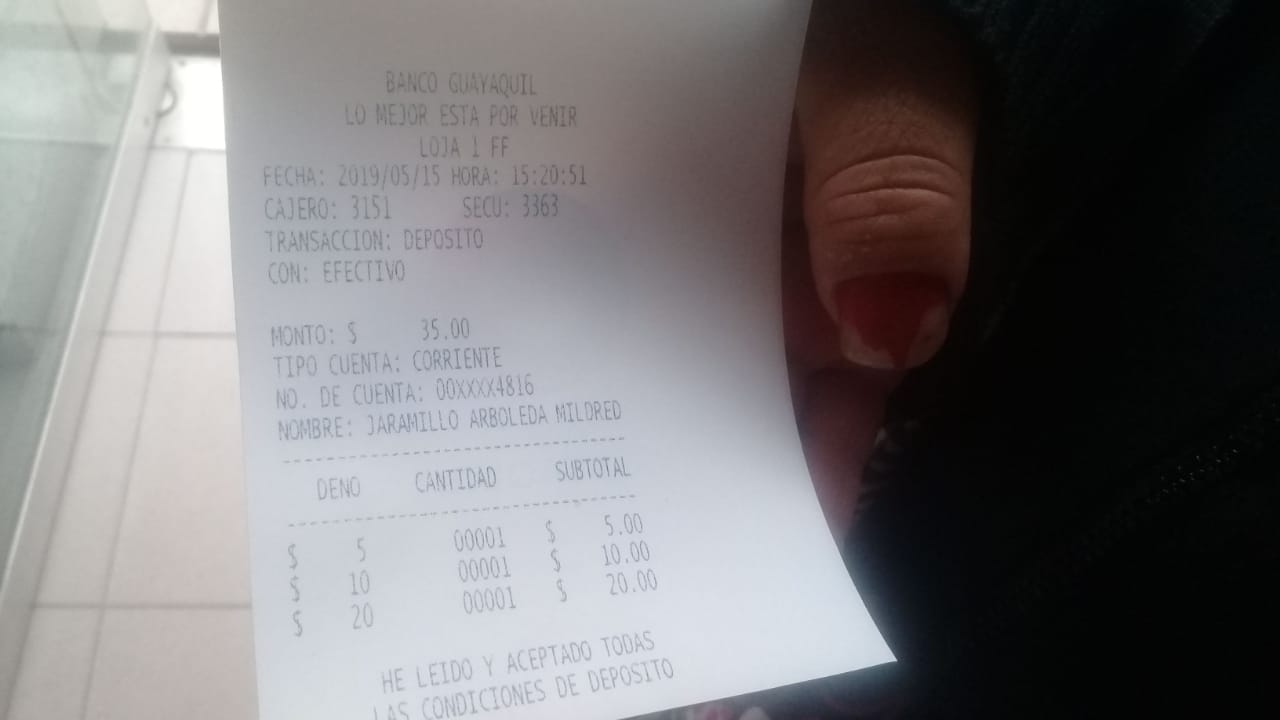 BANCO GUAYAQUIL
LO MEJOR ESTA POR VENIR
LOJA 1 FF
FECHA: 2019/05/15 HORA: 15:20:51
CAJERO: 3151 SECU: 3363
TRANSACCION: DEPOSITO
CON: EFECTIVO
MONTO: $ 35.00
TIPO CUENTA: CORRIENTE
NO. DE CUENTA: 00XXXX4816
NOMBRE: JARAMILLO ARBOLEDA MILDRED
--------------------------------
DENO CANTIDAD SUBTOTAL
--------------------------------
$ 5 00001 $ 5.00
$ 10 00001 $ 10.00
$ 20 00001 $ 20.00
HE LEIDO Y ACEPTADO TODAS
LAS CONDICIONES DE DEPOSITO